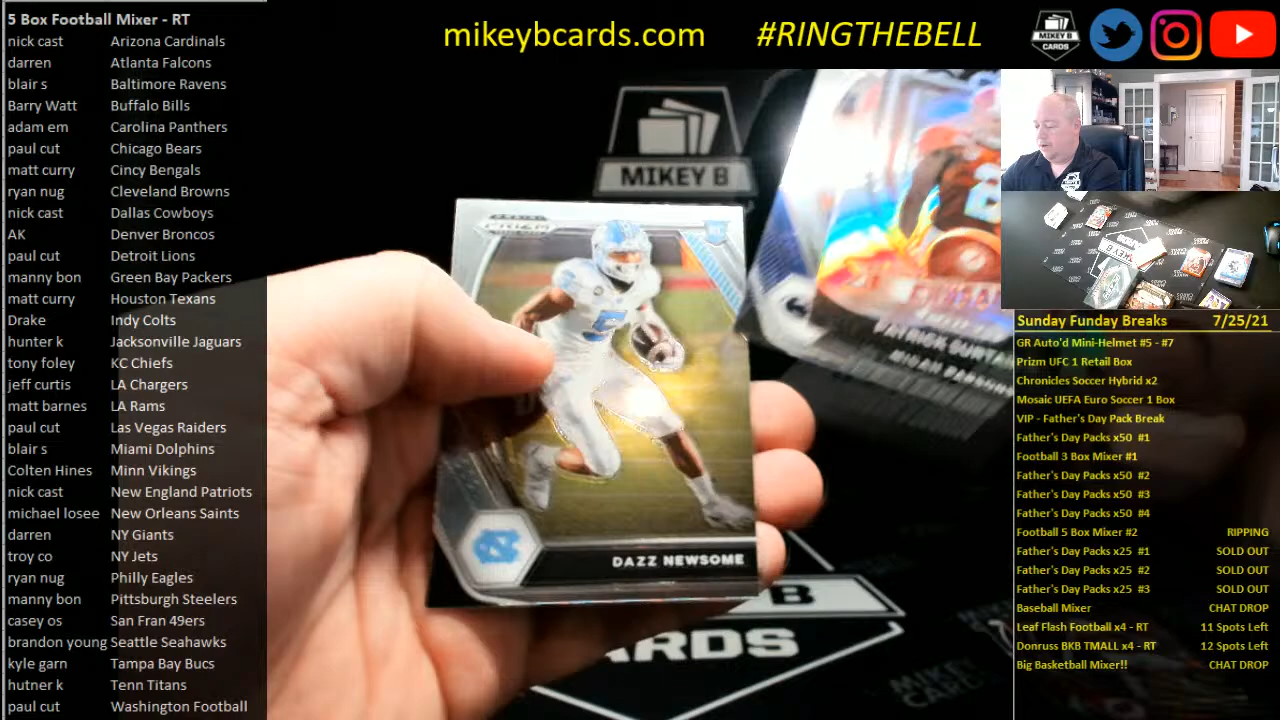 5 Box Football Mixer - RT
nick cast Arizona Cardinals
darren Atlanta Falcons
blair s Baltimore Ravens
Barry Watt Buffalo Bills
adam em Carolina Panthers
paul cut Chicago Bears
matt curry Cincy Bengals
ryan nug Cleveland Browns
nick cast Dallas Cowboys
AK Denver Broncos
paul cut Detroit Lions
manny bon Green Bay Packers
matt curry Houston Texans
Drake Indy Colts
hunter k Jacksonville Jaguars
tony foley KC Chiefs
jeff curtis LA Chargers
matt barnes LA Rams
paul cut Las Vegas Raiders
blair s Miami Dolphins
Colten Hines Minn Vikings
nick cast New England Patriots
michael losee New Orleans Saints
darren NY Giants
troy co NY Jets
ryan nug Philly Eagles
manny bon Pittsburgh Steelers
casey os San Fran 49ers
brandon young Seattle Seahawks
kyle garn Tampa Bay Bucs
hutner k Tenn Titans
paul cut Washington Football
mikeybcards.com #RINGTHEBELL
MIKEY B
CARDS
MIKEY B
PRIZM
5
DAZZ NEWSOME
PATRICK SURTA
MICAH PARSON
B
CARDS
MIKEY
CARD
Sunday Funday Breaks 7/25/21
GR Auto'd Mini-Helmet #5 - #7
Prizm UFC 1 Retail Box
Chronicles Soccer Hybrid x2
Mosaic UEFA Euro Soccer 1 Box
VIP - Father's Day Pack Break
Father's Day Packs x50 #1
Football 3 Box Mixer #1
Father's Day Packs x50 #2
Father's Day Packs x50 #3
Father's Day Packs x50 #4
Football 5 Box Mixer #2 RIPPING
Father's Day Packs x25 #1 SOLD OUT
Father's Day Packs x25 #2 SOLD OUT
Father's Day Packs x25 #3 SOLD OUT
Baseball Mixer CHAT DROP
Leaf Flash Football x4 - RT 11 Spots Left
Donruss BKB TMALL x4 - RT 12 Spots Left
Big Basketball Mixer!! CHAT DROP